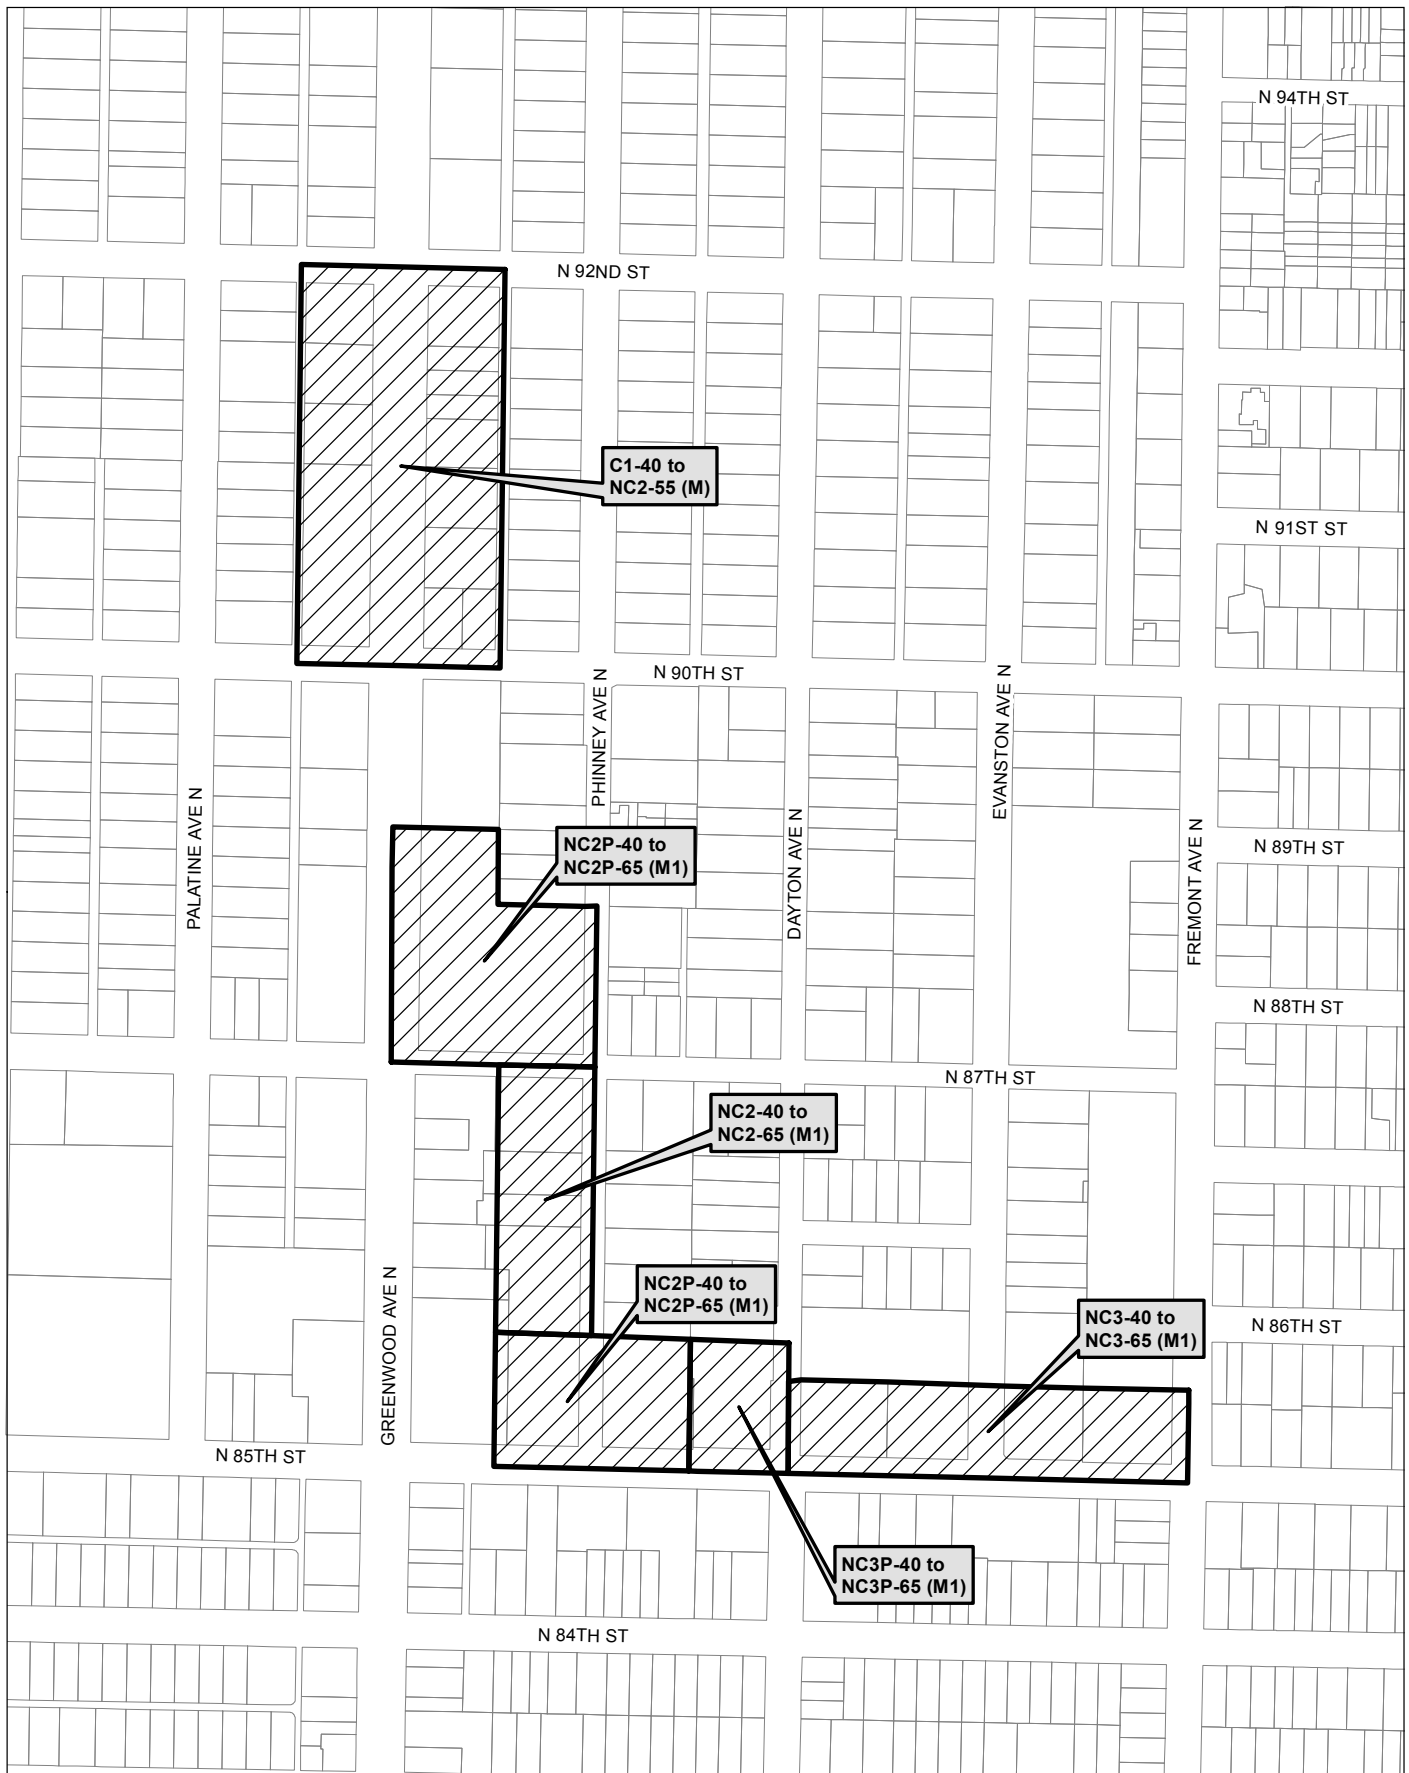 N 94TH ST
N 92ND ST
C1-40 to
NC2-55 (M)
N 91ST ST
N 90TH ST
PHINNEY AVE N
EVANSTON AVE N
PALATINE AVE N
NC2P-40 to
NC2P-65 (M1)
DAYTON AVE N
FREMONT AVE N
N 89TH ST
N 88TH ST
N 87TH ST
NC2-40 to
NC2-65 (M1)
GREENWOOD AVE N
NC2P-40 to
NC2P-65 (M1)
NC3-40 to
NC3-65 (M1)
N 86TH ST
N 85TH ST
NC3P-40 to
NC3P-65 (M1)
N 84TH ST